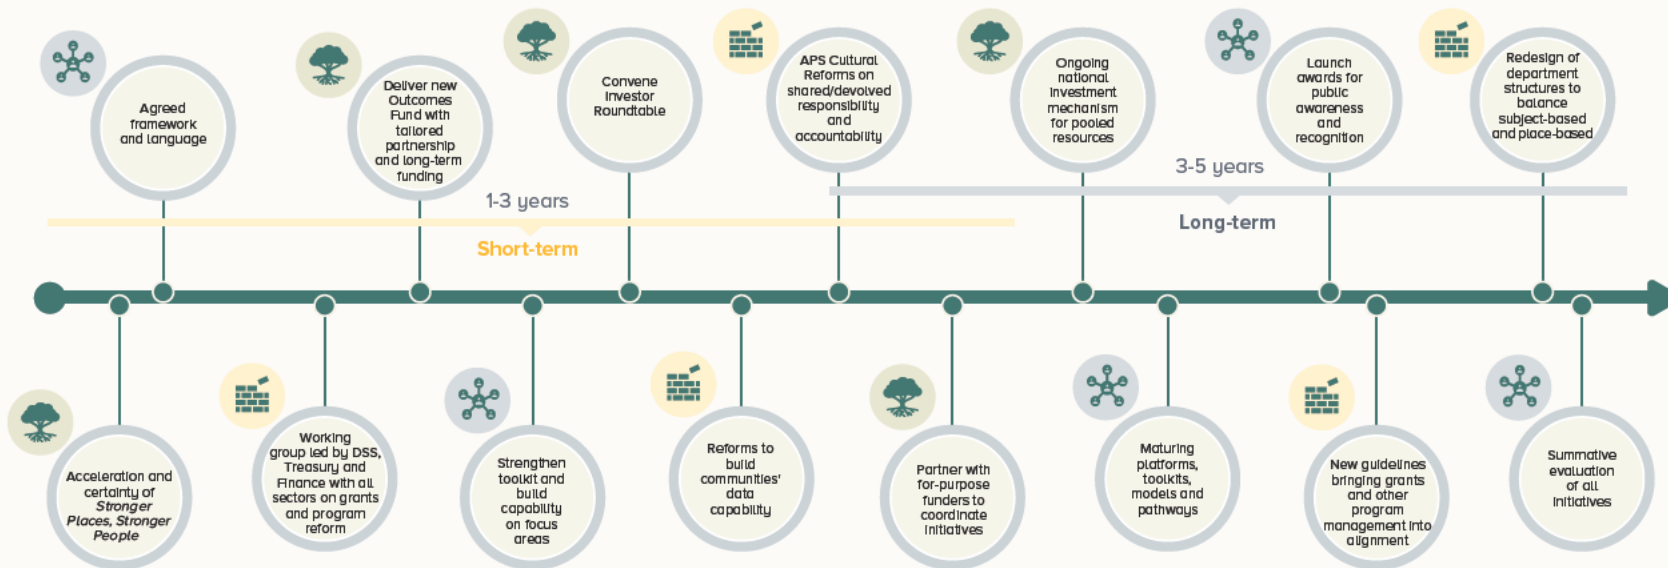 Agreed
framework
and language
Deliver new
Outcomes
Fund with
tailored
partnership
and long-term
funding
Convene
Investor
Roundtable
APS Cultural
Reforms on
shared/devolved
responsibility
and
accountability
Ongoing
national
investment
mechanism
for pooled
resources
Launch
awards for
public
awareness
and
recognition
Redesign of
department
structures to
balance
subject-based
and place-based
1-3 years
Short-term
3-5 years
Long-term
Acceleration and
certainty of
Stronger
Places, Stronger
People
Working
group led by DSS,
Treasury and
Finance with all
sectors on grants
and program
reform
Strengthen
toolkit and
build
capability
on focus
areas
Reforms to
build
communities'
data
capability
Partner with
for-purpose
funders to
coordinate
initiatives
Maturing
platforms,
toolkits,
models and
pathways
New guidelines
bringing grants
and other
program
management into
alignment
Summative
evaluation
of all
initiatives